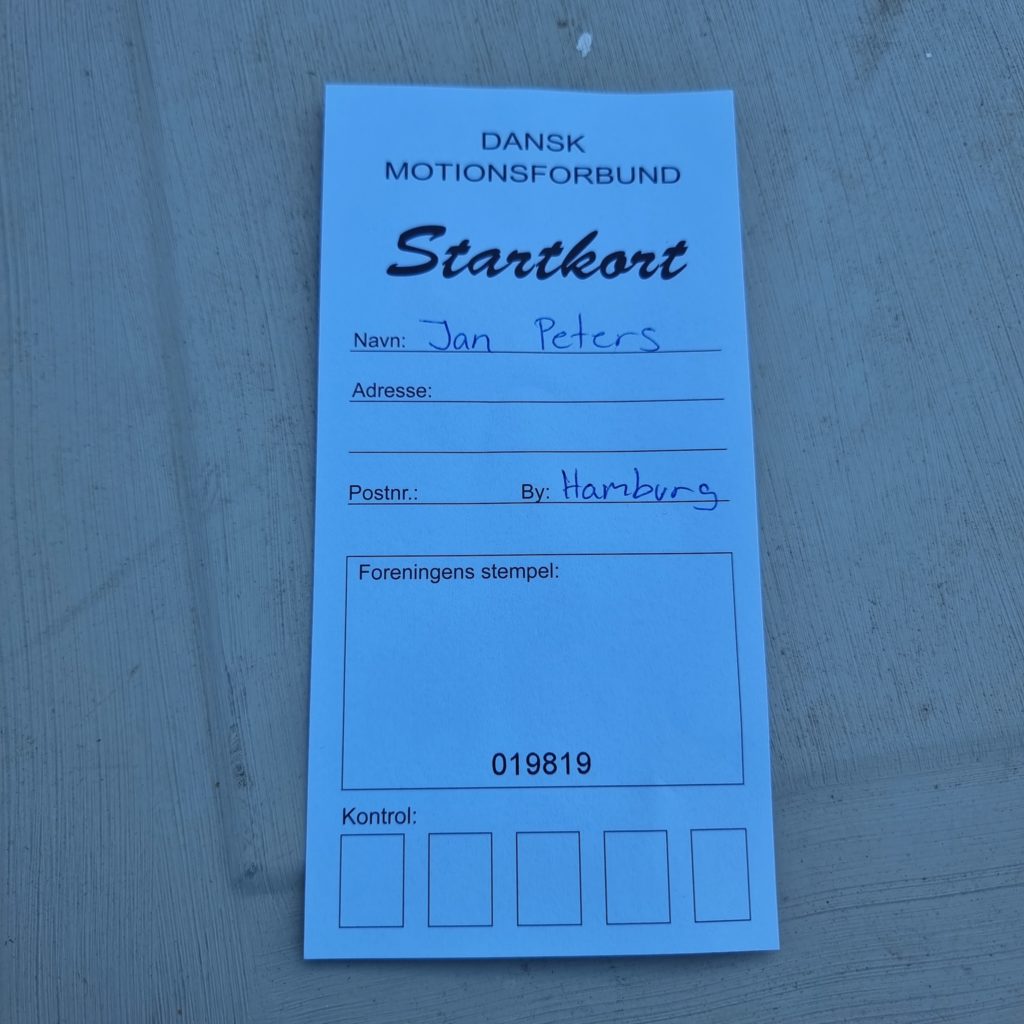 DANSK
MOTIONSFORBUND
Startkort
Navn: Jan Peters
Adresse:
Postnr.: By: Hamburg
Foreningens stempel:
019819
Kontrol: